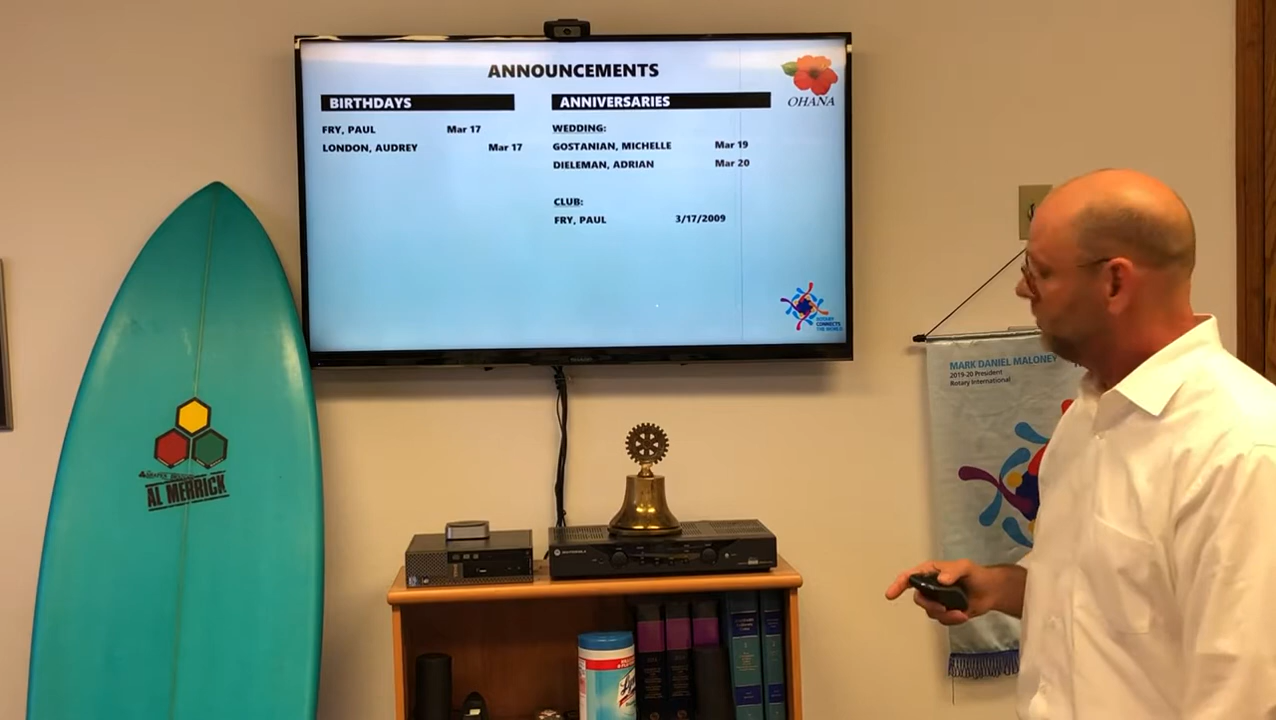 ANNOUNCEMENTS
BIRTHDAYS
FRY, PAUL Mar 17
LONDON, AUDREY Mar 17
ANNIVERSARIES
WEDDING:
GOSTANIAN, MICHELLE Mar 19
DIELEMAN, ADRIAN Mar 20
CLUB:
FRY, PAUL 3/17/2009
OHANA
ROTARY
CONNECTS
THE WORLD
MARK DANIEL MALONEY
2019-20 President
Rotary International
AL MERRICK
MOTOROLA